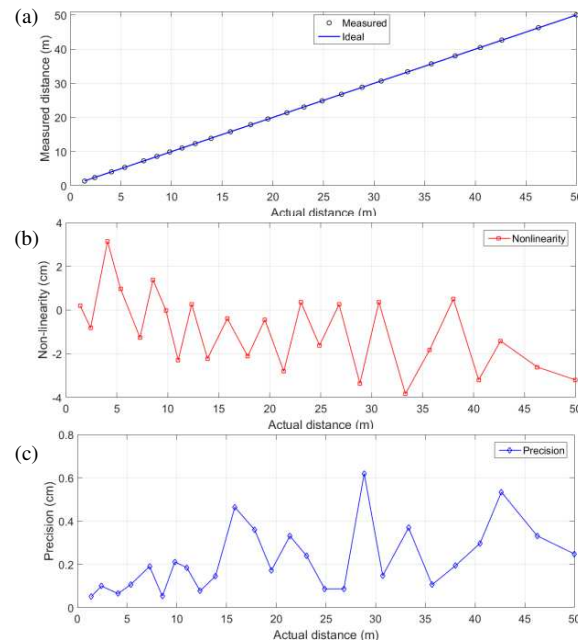 (a)
Measured
Ideal
50
40
30
20
10
0
Measured distance (m)
0 5 10 15 20 25 30 35 40 45 50
Actual distance (m)
(b)
Nonlinearity
4
2
0
-2
-4
Non-linearity (cm)
0 5 10 15 20 25 30 35 40 45 50
Actual distance (m)
(c)
Precision
0.8
0.6
0.4
0.2
0
Precision (cm)
0 5 10 15 20 25 30 35 40 45 50
Actual distance (m)